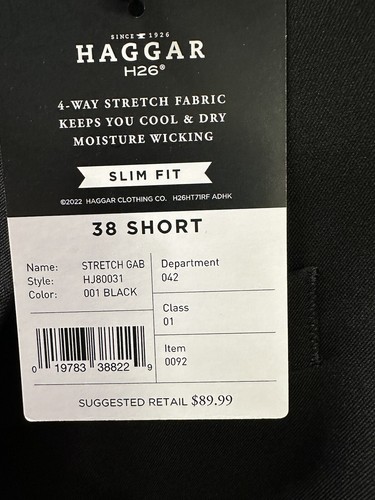 SINCE 1926
HAGGAR
H26®
4-WAY STRETCH FABRIC
KEEPS YOU COOL & DRY
MOISTURE WICKING
SLIM FIT
©2022 HAGGAR CLOTHING CO. H26HT71RF ADHK
38 SHORT
Name: STRETCH GAB
Style: HJ80031
Color: 001 BLACK
Department
042
Class
01
Item
0092
0 19783 38822 9
SUGGESTED RETAIL $89.99